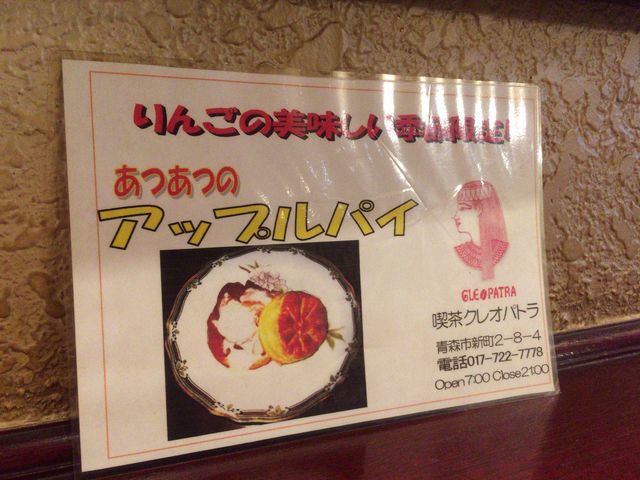 りんごの美味しい季節限定!
あつあつの
アップルパイ
CLEOPATRA
喫茶クレオパトラ
青森市新町2-8-4
電話017-722-7778
Open7:00 Close21:00